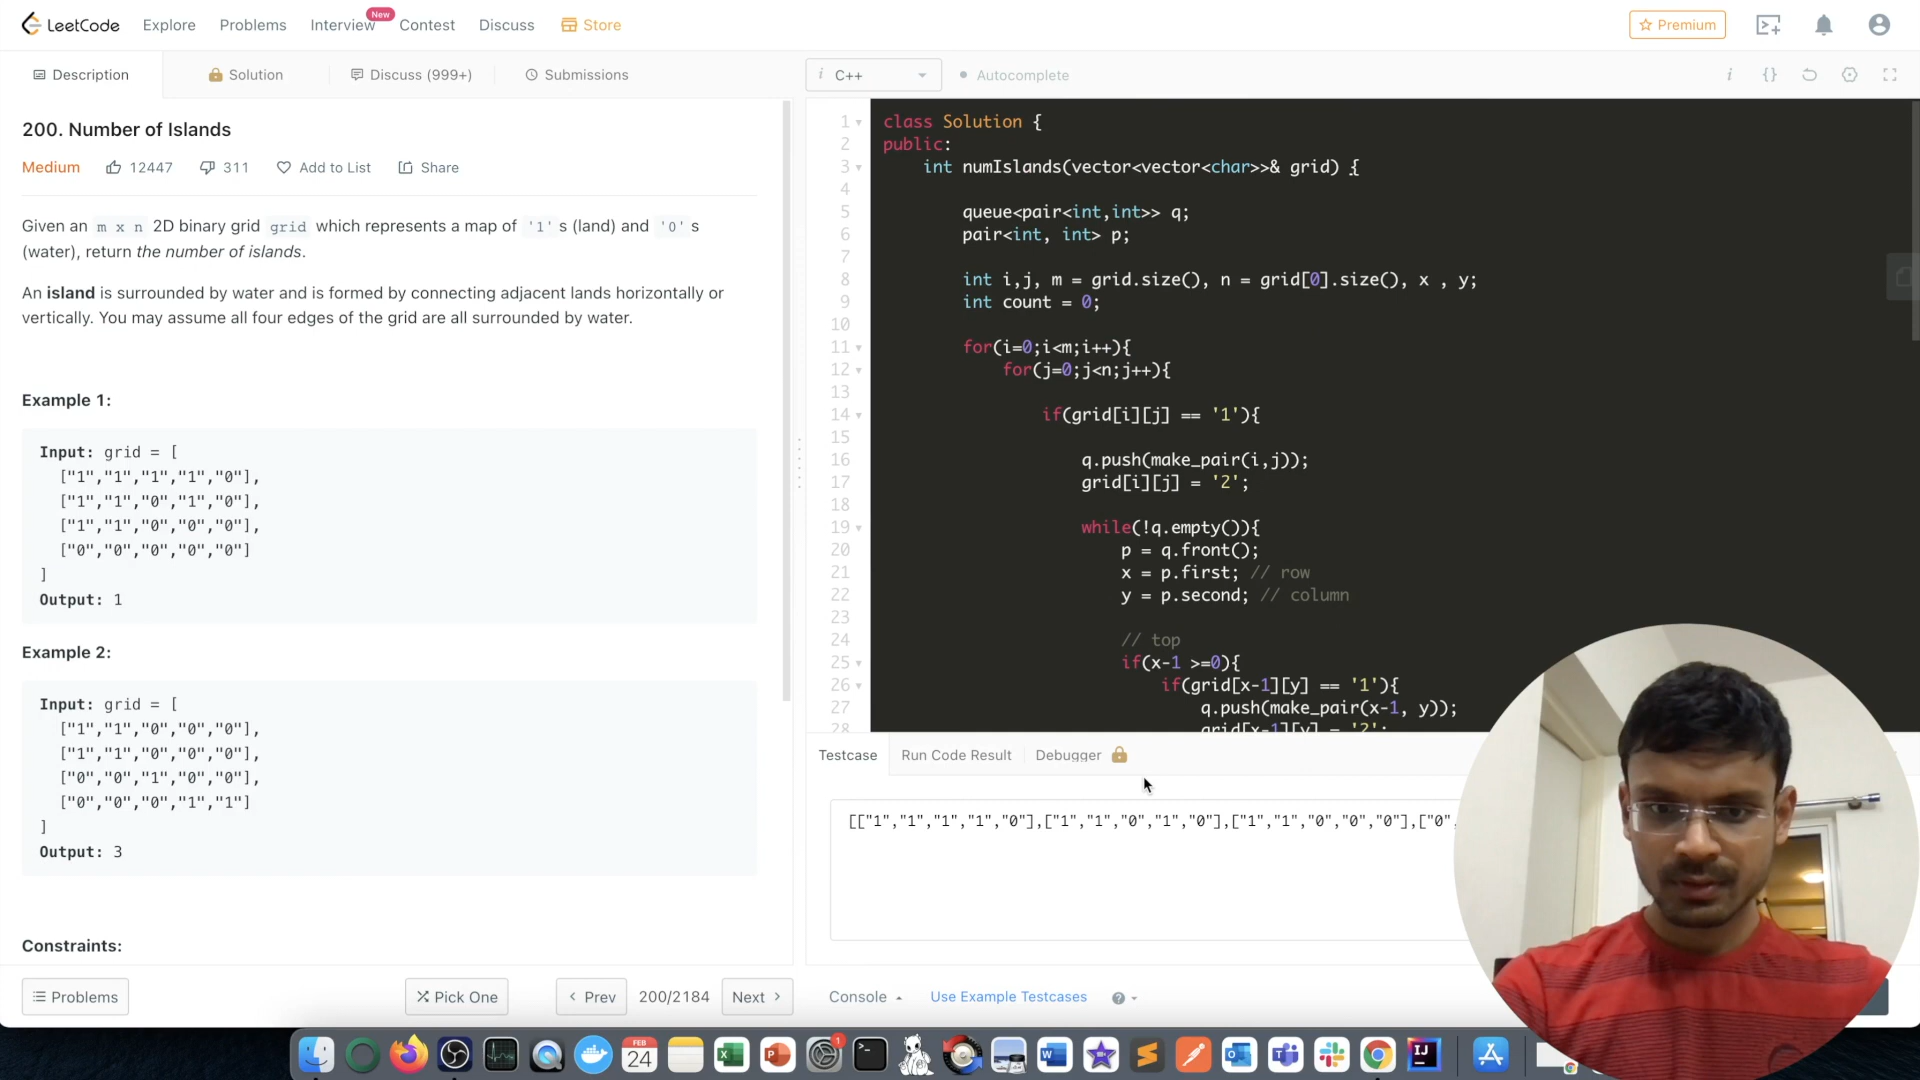 LeetCode
Explore
Problems
Interview
New
Contest
Discuss
Store
Premium
Description
Solution
Discuss (999+)
Submissions
200. Number of Islands
Medium
12447
311
Add to List
Share
Given an m x n 2D binary grid grid which represents a map of '1' s (land) and '0' s
(water), return the number of islands.
An island is surrounded by water and is formed by connecting adjacent lands horizontally or
vertically. You may assume all four edges of the grid are all surrounded by water.
Example 1:
Input: grid = [
["1","1","1","1","0"],
["1","1","0","1","0"],
["1","1","0","0","0"],
["0","0","0","0","0"]
]
Output: 1
Example 2:
Input: grid = [
["1","1","0","0","0"],
["1","1","0","0","0"],
["0","0","1","0","0"],
["0","0","0","1","1"]
]
Output: 3
Constraints:
Problems
Pick One
Prev
200/2184
Next
i C++
Autocomplete
i {}
1 class Solution {
2 public:
3 int numIslands(vector<vector<char>>& grid) {
4
5 queue<pair<int,int>> q;
6 pair<int, int> p;
7
8 int i,j, m = grid.size(), n = grid[0].size(), x , y;
9 int count = 0;
10
11 for(i=0;i<m;i++){
12 for(j=0;j<n;j++){
13
14 if(grid[i][j] == '1'){
15
16 q.push(make_pair(i,j));
17 grid[i][j] = '2';
18
19 while(!q.empty()){
20 p = q.front();
21 x = p.first; // row
22 y = p.second; // column
23
24 // top
25 if(x-1 >=0){
26 if(grid[x-1][y] == '1'){
27 q.push(make_pair(x-1, y));
28 grid[x-1][y] = '2';
Testcase
Run Code Result
Debugger
[["1","1","1","1","0"],["1","1","0","1","0"],["1","1","0","0","0"],["0",
Console
Use Example Testcases
FEB
24
1